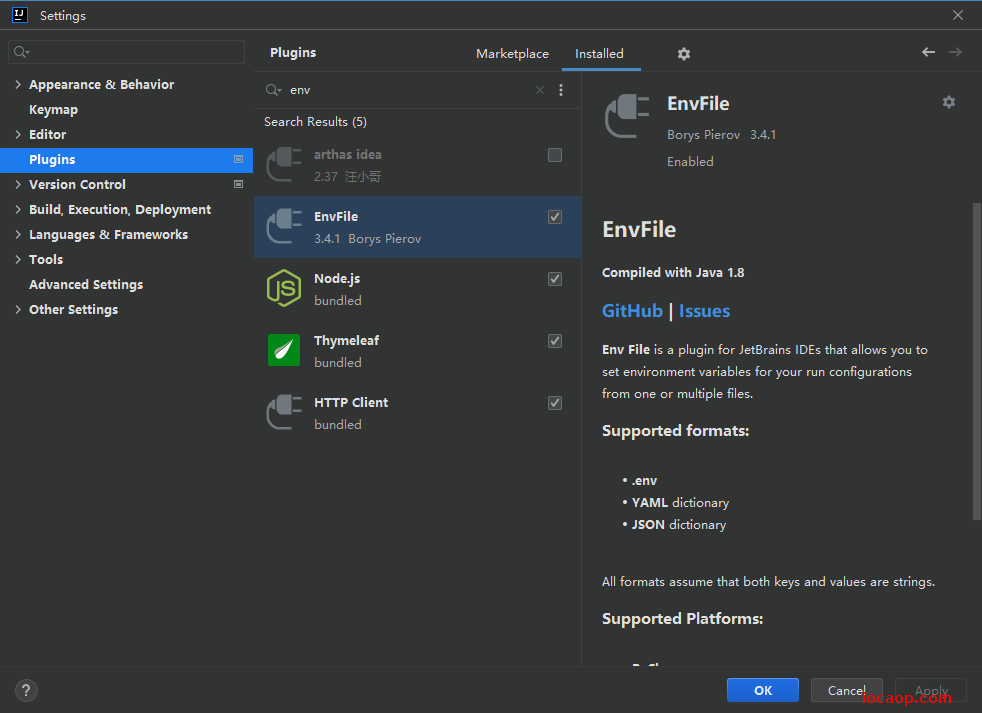 Settings
Plugins
Marketplace
Installed
Appearance & Behavior
Keymap
Editor
Plugins
Version Control
Build, Execution, Deployment
Languages & Frameworks
Tools
Advanced Settings
Other Settings
env
Search Results (5)
arthas idea
2.37 汪小哥
EnvFile
3.4.1 Borys Pierov
Node.js
bundled
Thymeleaf
bundled
HTTP Client
bundled
EnvFile
Borys Pierov 3.4.1
Enabled
EnvFile
Compiled with Java 1.8
GitHub | Issues
Env File is a plugin for JetBrains IDEs that allows you to
set environment variables for your run configurations
from one or multiple files.
Supported formats:
• .env
• YAML dictionary
• JSON dictionary
All formats assume that both keys and values are strings.
Supported Platforms:
?
OK
Cancel
Apply
iocaop.com